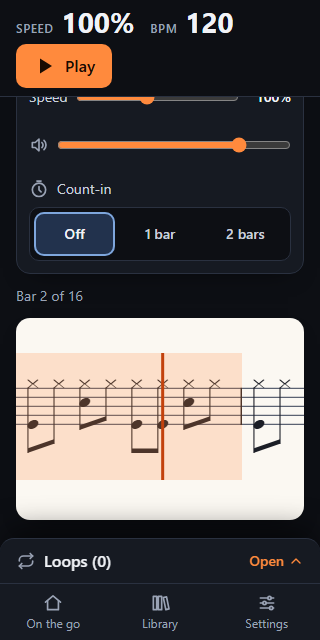 SPEED 100% BPM 120
Play
Speed 100%
Count-in
Off 1 bar 2 bars
Bar 2 of 16
Loops (0) Open
On the go Library Settings